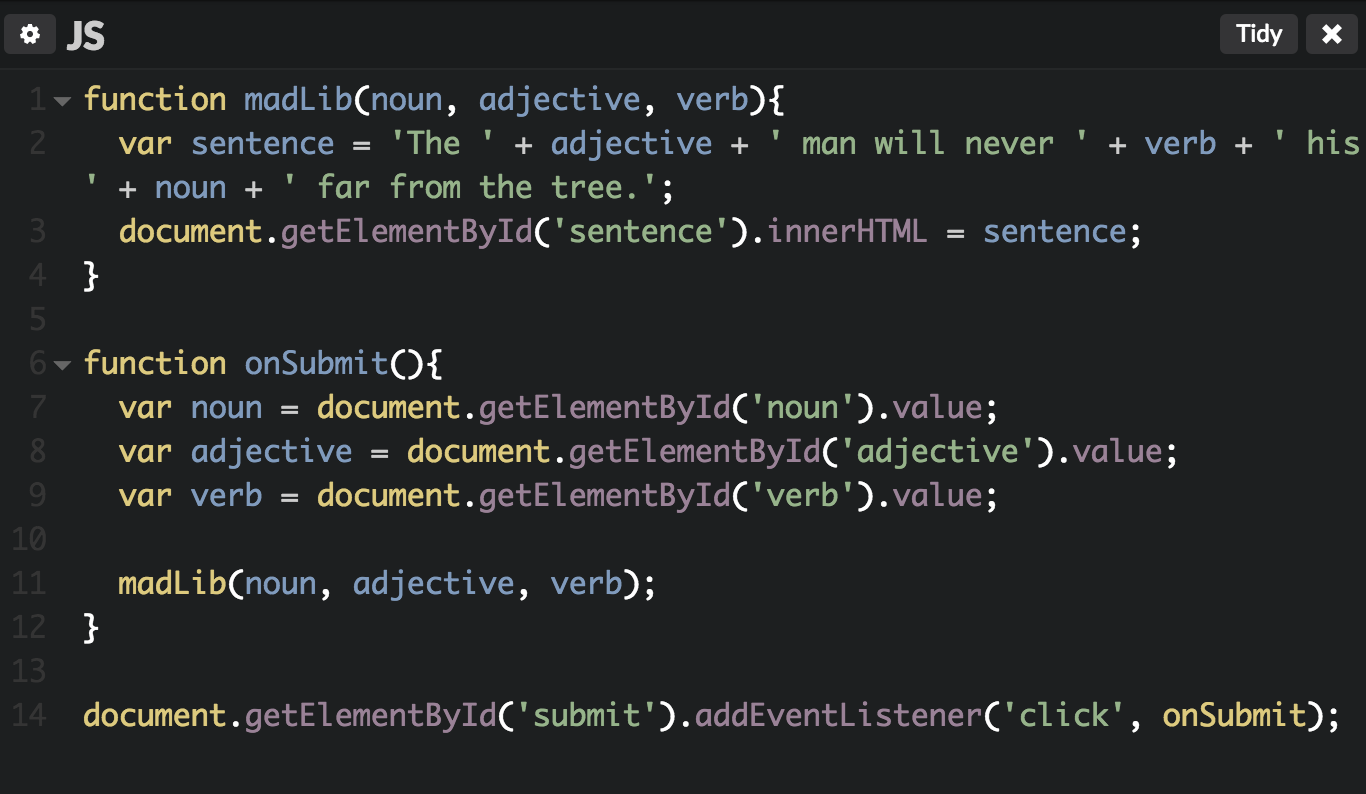 JS
Tidy
1 function madLib(noun, adjective, verb){
2   var sentence = 'The ' + adjective + ' man will never ' + verb + ' his
' + noun + ' far from the tree.';
3   document.getElementById('sentence').innerHTML = sentence;
4 }
5
6 function onSubmit(){
7   var noun = document.getElementById('noun').value;
8   var adjective = document.getElementById('adjective').value;
9   var verb = document.getElementById('verb').value;
10
11   madLib(noun, adjective, verb);
12 }
13
14 document.getElementById('submit').addEventListener('click', onSubmit);